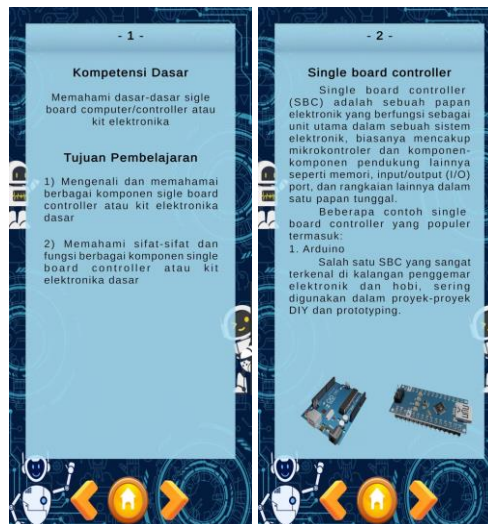 - 1 -
Kompetensi Dasar
Memahami dasar-dasar sigle
board computer/controller atau
kit elektronika
Tujuan Pembelajaran
1) Mengenali dan memahamai
berbagai komponen sigle board
controller atau kit elektronika
dasar
2) Memahami sifat-sifat dan
fungsi berbagai komponen single
board controller atau kit
elektronika dasar
- 2 -
Single board controller
Single board controller
(SBC) adalah sebuah papan
elektronik yang berfungsi sebagai
unit utama dalam sebuah sistem
elektronik, biasanya mencakup
mikrokontroler dan komponen-
komponen pendukung lainnya
seperti memori, input/output (I/O)
port, dan rangkaian lainnya dalam
satu papan tunggal.
Beberapa contoh single
board controller yang populer
termasuk:
1. Arduino
Salah satu SBC yang sangat
terkenal di kalangan penggemar
elektronik dan hobi, sering
digunakan dalam proyek-proyek
DIY dan prototyping.